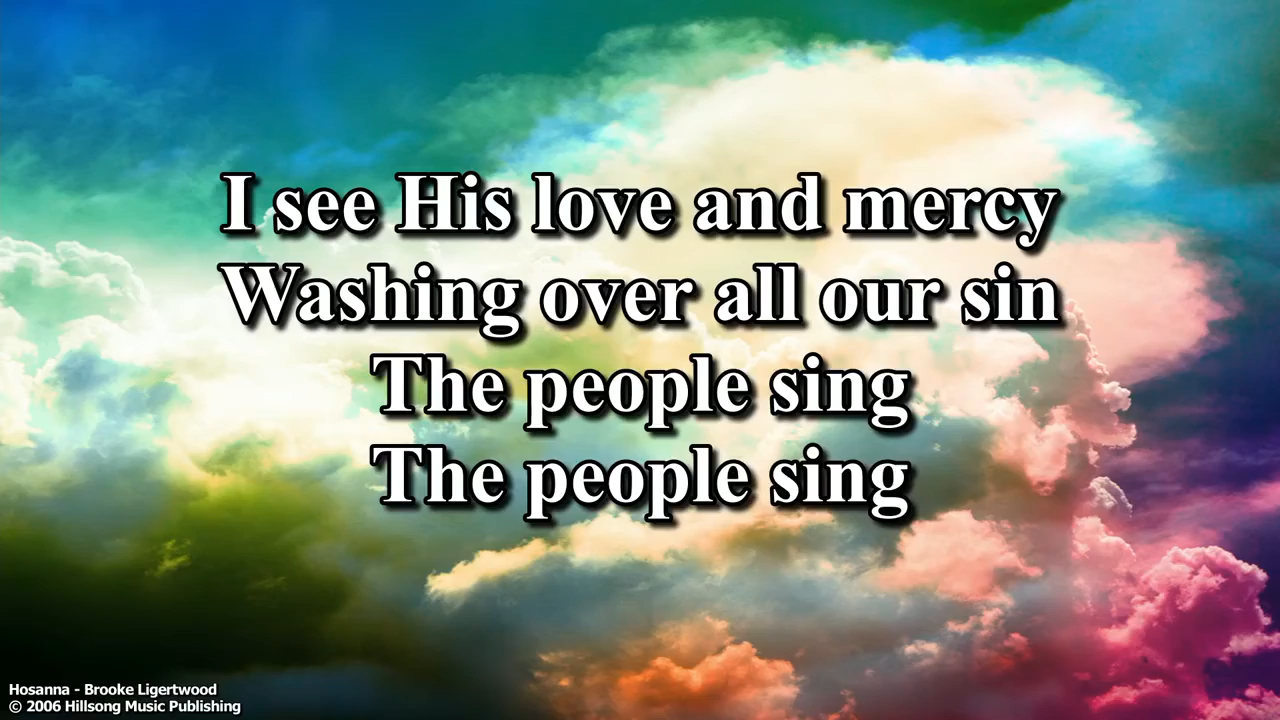 I see His love and mercy
Washing over all our sin
The people sing
The people sing
Hosanna - Brooke Ligertwood
© 2006 Hillsong Music Publishing